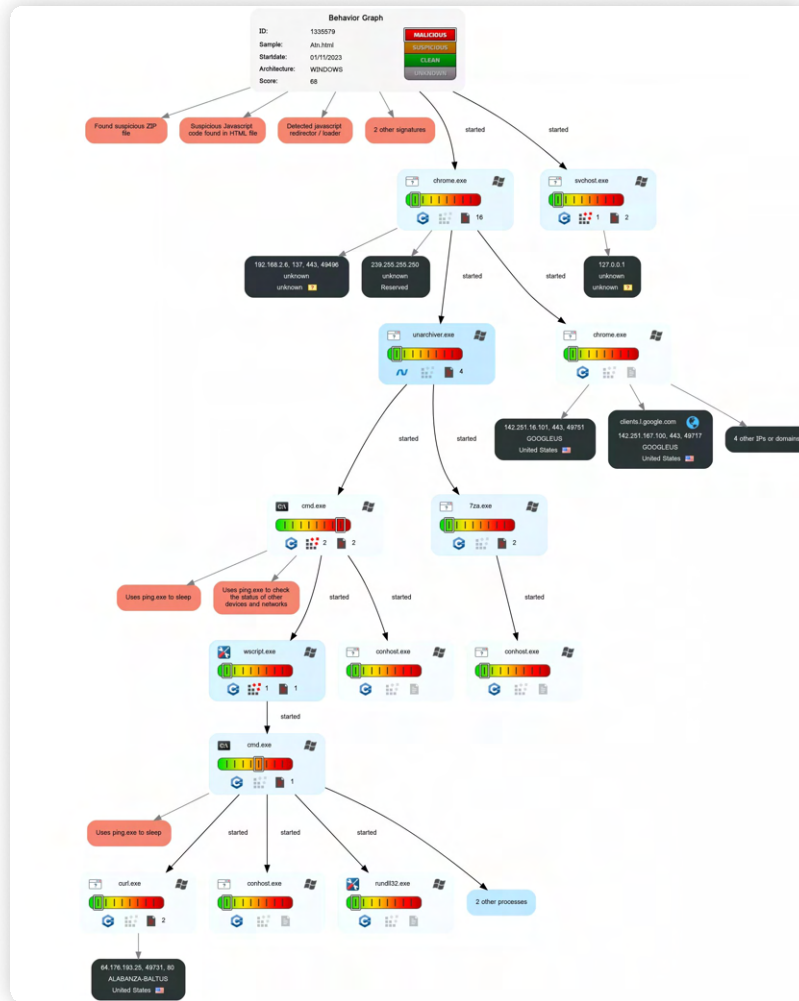 Behavior Graph
ID: 1335579
Sample: Atn.html
Startdate: 01/11/2023
Architecture: WINDOWS
Score: 68
MALICIOUS
SUSPICIOUS
CLEAN
UNKNOWN
Found suspicious ZIP
file
Suspicious Javascript
code found in HTML file
Detected javascript
redirector / loader
2 other signatures
started
started
chrome.exe
16
svchost.exe
1
2
192.168.2.6, 137, 443, 49496
unknown
unknown
239.255.255.250
unknown
Reserved
started
started
127.0.0.1
unknown
unknown
unarchiver.exe
4
chrome.exe
started
started
142.251.16.101, 443, 49751
GOOGLEUS
United States
clients.l.google.com
142.251.167.100, 443, 49717
GOOGLEUS
United States
4 other IPs or domains
cmd.exe
2
2
7za.exe
2
Uses ping.exe to sleep
Uses ping.exe to check
the status of other
devices and networks
started
started
started
wscript.exe
1
1
conhost.exe
conhost.exe
started
cmd.exe
1
Uses ping.exe to sleep
started
started
started
curl.exe
2
conhost.exe
rundll32.exe
2 other processes
64.176.193.25, 49731, 80
ALABANZA-BALTUS
United States